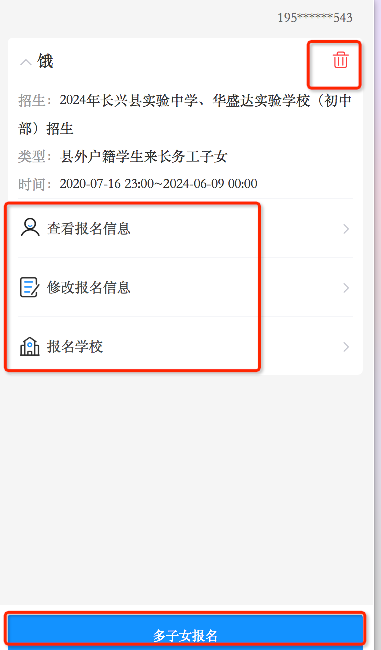 195******543
饿
招生：2024年长兴县实验中学、华盛达实验学校（初中
部）招生
类型：县外户籍学生来长务工子女
时间：2020-07-16 23:00~2024-06-09 00:00
查看报名信息
修改报名信息
报名学校
多子女报名